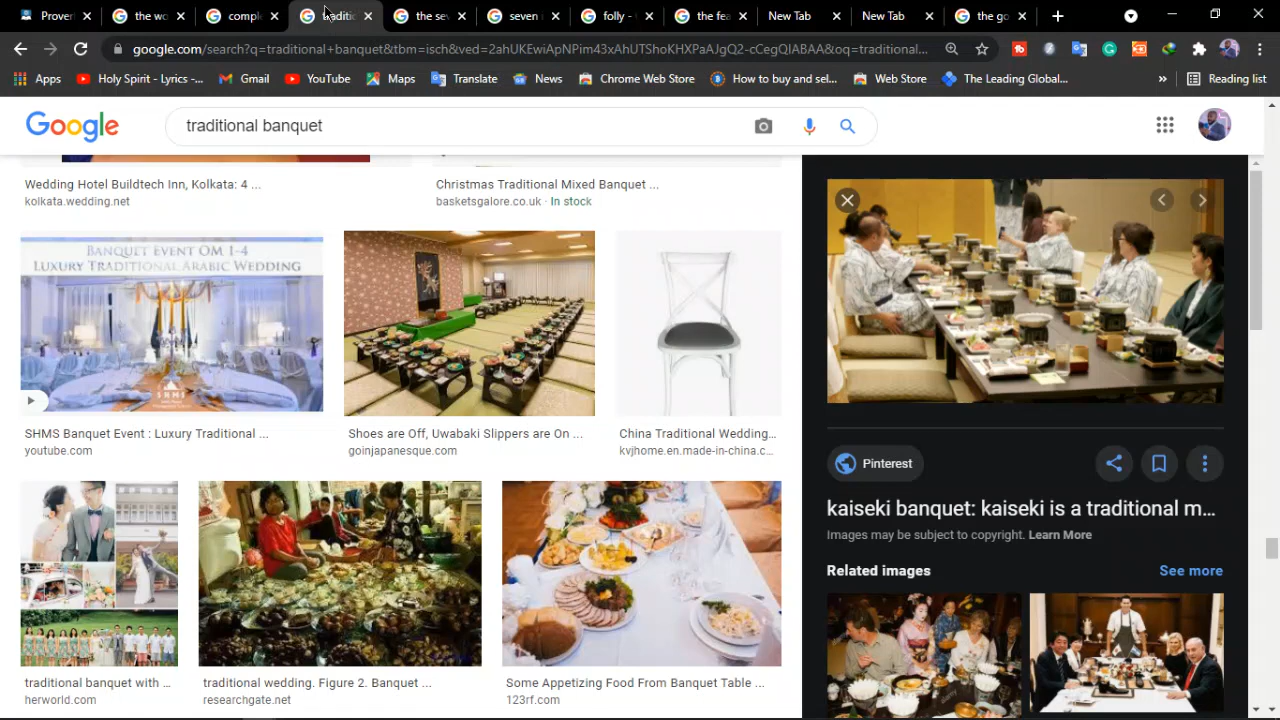 Prover
the wo
comple
traditio
the sev
seven
folly -
the fea
New Tab
New Tab
the go
google.com/search?q=traditional+banquet&tbm=isch&ved=2ahUKEwiApNPim43xAhUTShoKHXPaAJgQ2-cCegQIABAA&oq=traditional...
Apps
Holy Spirit - Lyrics -...
Gmail
YouTube
Maps
Translate
News
Chrome Web Store
How to buy and sel...
Web Store
The Leading Global...
»
Reading list
Google
traditional banquet
Wedding Hotel Buildtech Inn, Kolkata: 4 ...
kolkata.wedding.net
Christmas Traditional Mixed Banquet ...
basketsgalore.co.uk · In stock
BANQUET EVENT OM 1-4
LUXURY TRADITIONAL ARABIC WEDDING
SHMS
SHMS Banquet Event : Luxury Traditional ...
youtube.com
Shoes are Off, Uwabaki Slippers are On ...
goinjapanesque.com
China Traditional Wedding...
kvjhome.en.made-in-china.c...
traditional banquet with ...
herworld.com
traditional wedding. Figure 2. Banquet ...
researchgate.net
Some Appetizing Food From Banquet Table ...
123rf.com
Pinterest
kaiseki banquet: kaiseki is a traditional m...
Images may be subject to copyright. Learn More
Related images
See more